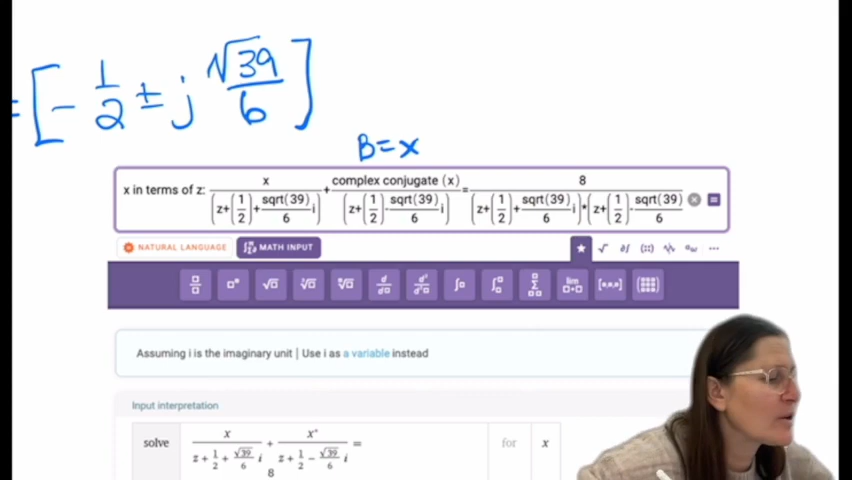 = [ - 1/2 ± j √39/6 ]
B = x
x in terms of z: x/(z+(1/2)+sqrt(39)/6 i) + complex conjugate (x)/(z+(1/2)-sqrt(39)/6 i) = 8/(z+(1/2)+sqrt(39)/6 i)*(z+(1/2)-sqrt(39)/6
NATURAL LANGUAGE
MATH INPUT
Assuming i is the imaginary unit | Use i as a variable instead
Input interpretation
solve x/(z + 1/2 + √39/6 i) + x*/(z + 1/2 - √39/6 i) = for x
8